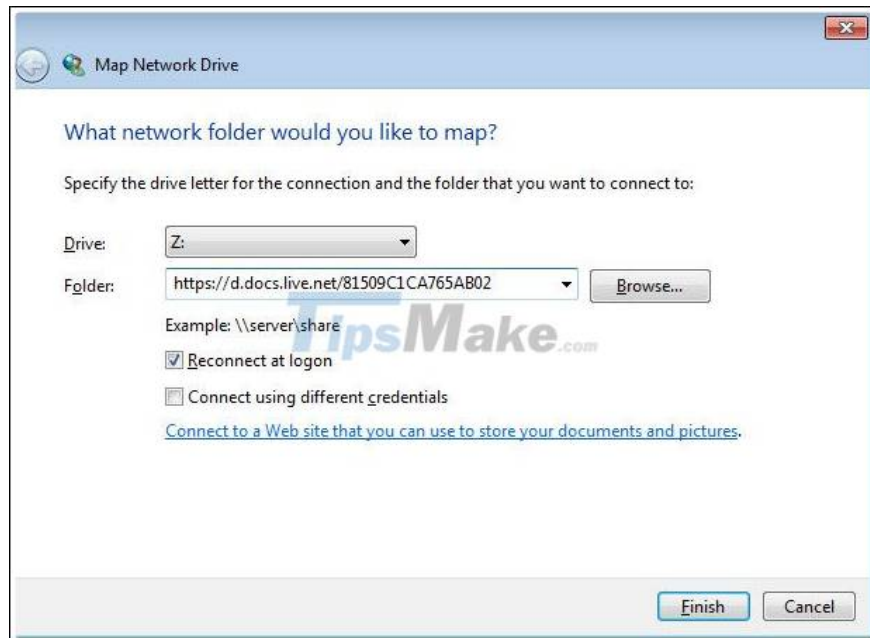 Map Network Drive
What network folder would you like to map?
Specify the drive letter for the connection and the folder that you want to connect to:
Drive: Z:
Folder: https://d.docs.live.net/81509C1CA765AB02 Browse...
TipsMake.com
Example: \\server\share
Reconnect at logon
Connect using different credentials
Connect to a Web site that you can use to store your documents and pictures.
Finish Cancel